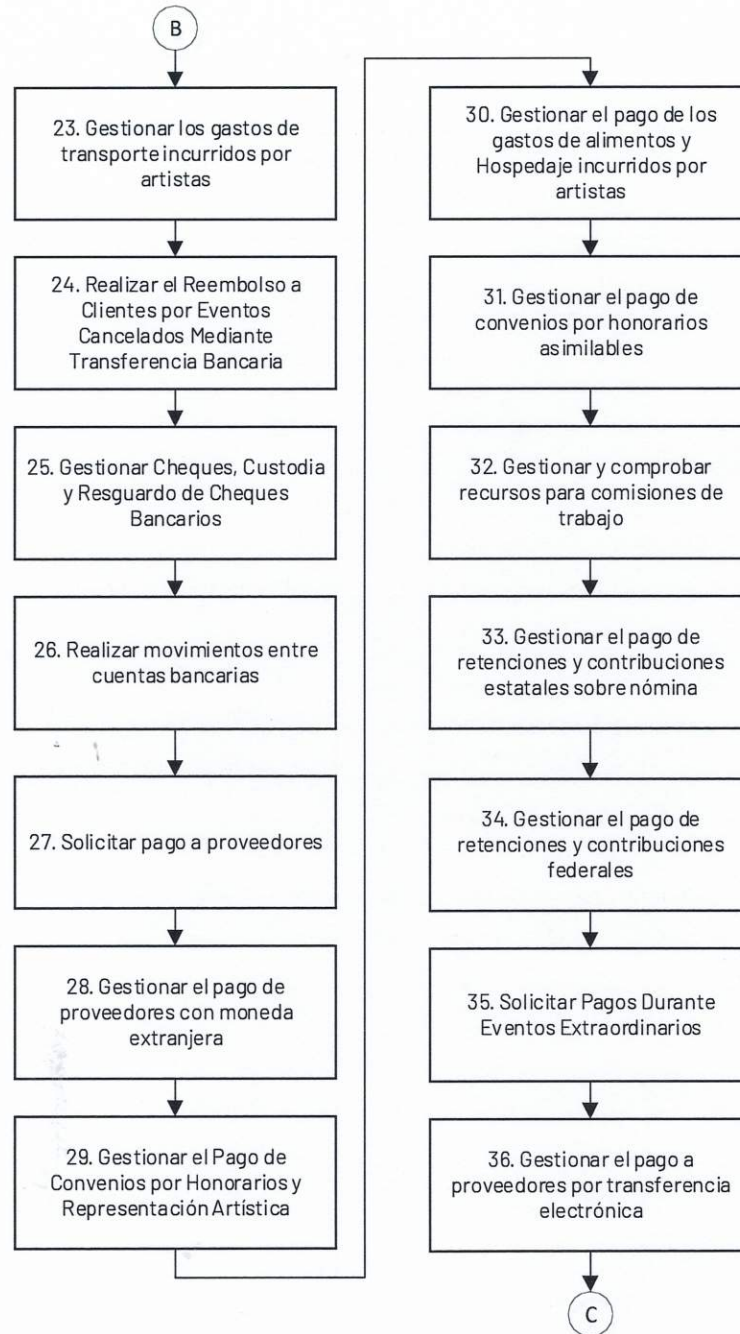 B
23. Gestionar los gastos de
transporte incurridos por
artistas
24. Realizar el Reembolso a
Clientes por Eventos
Cancelados Mediante
Transferencia Bancaria
25. Gestionar Cheques, Custodia
y Resguardo de Cheques
Bancarios
26. Realizar movimientos entre
cuentas bancarias
27. Solicitar pago a proveedores
28. Gestionar el pago de
proveedores con moneda
extranjera
29. Gestionar el Pago de
Convenios por Honorarios y
Representación Artística
30. Gestionar el pago de los
gastos de alimentos y
Hospedaje incurridos por
artistas
31. Gestionar el pago de
convenios por honorarios
asimilables
32. Gestionar y comprobar
recursos para comisiones de
trabajo
33. Gestionar el pago de
retenciones y contribuciones
estatales sobre nómina
34. Gestionar el pago de
retenciones y contribuciones
federales
35. Solicitar Pagos Durante
Eventos Extraordinarios
36. Gestionar el pago a
proveedores por transferencia
electrónica
C